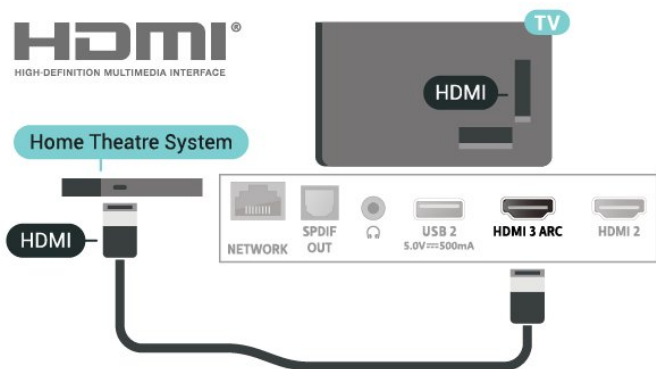 HDMI®
HIGH-DEFINITION MULTIMEDIA INTERFACE
TV
HDMI
Home Theatre System
HDMI
NETWORK
SPDIF
OUT
USB 2
5.0V⎓500mA
HDMI 3 ARC
HDMI 2